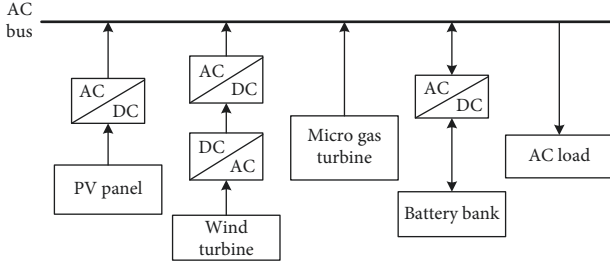 AC
bus
AC
DC
PV panel
AC
DC
DC
AC
Wind
turbine
Micro gas
turbine
AC
DC
Battery bank
AC load